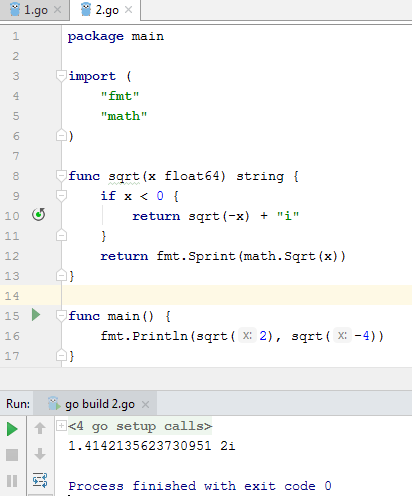 1.go × 2.go ×
1 package main
2
3 import (
4 "fmt"
5 "math"
6 )
7
8 func sqrt(x float64) string {
9 if x < 0 {
10 return sqrt(-x) + "i"
11 }
12 return fmt.Sprint(math.Sqrt(x))
13 }
14
15 func main() {
16 fmt.Println(sqrt( x: 2), sqrt( x: -4))
17 }
Run: go build 2.go ×
<4 go setup calls>
1.4142135623730951 2i
Process finished with exit code 0